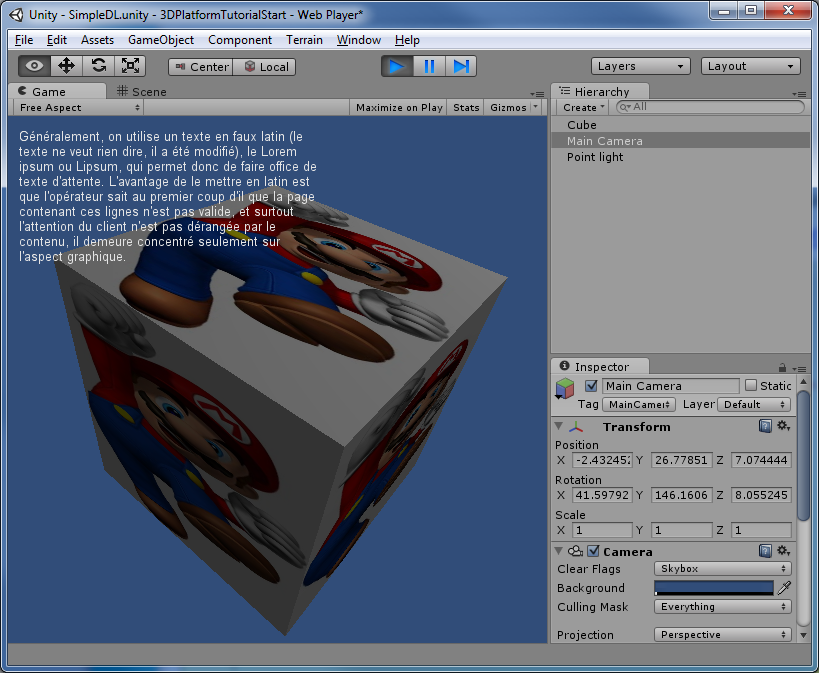 Unity - SimpleDL.unity - 3DPlatformTutorialStart - Web Player*
File Edit Assets GameObject Component Terrain Window Help
Center Local Layers Layout
Game Scene
Free Aspect Maximize on Play Stats Gizmos
Généralement, on utilise un texte en faux latin (le
texte ne veut rien dire, il a été modifié), le Lorem
ipsum ou Lipsum, qui permet donc de faire office de
texte d'attente. L'avantage de le mettre en latin est
que l'opérateur sait au premier coup d'il que la page
contenant ces lignes n'est pas valide, et surtout
l'attention du client n'est pas dérangée par le
contenu, il demeure concentré seulement sur
l'aspect graphique.
M
M
M
Hierarchy
Create All
Cube
Main Camera
Point light
Inspector
Main Camera Static
Tag MainCamer Layer Default
Transform
Position
X -2.432452 Y 26.77851 Z 7.074444
Rotation
X 41.59792 Y 146.1606 Z 8.055245
Scale
X 1 Y 1 Z 1
Camera
Clear Flags Skybox
Background
Culling Mask Everything
Projection Perspective